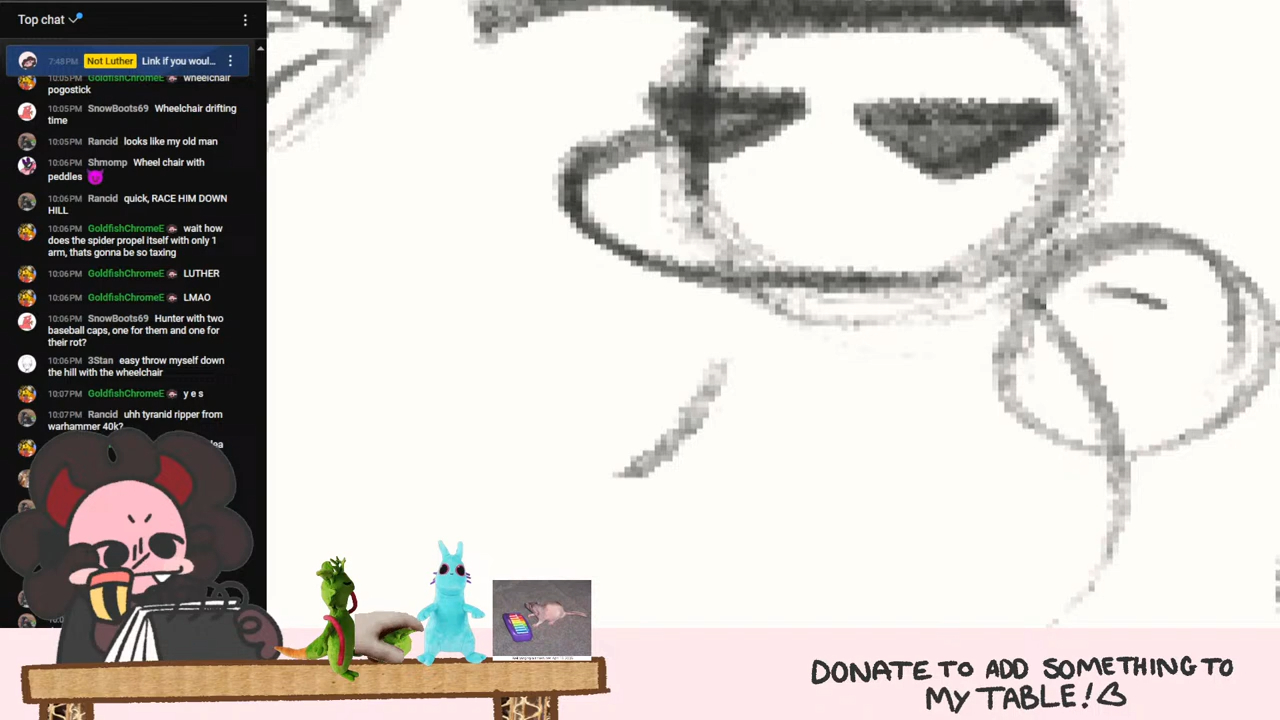 Top chat
7:48PM Not Luther Link if you woul...
10:05PM GoldfishChromeE wheelchair
pogostick
10:05PM SnowBoots69 Wheelchair drifting
time
10:05PM Rancid looks like my old man
10:06PM Shmomp Wheel chair with
peddles
10:06PM Rancid quick, RACE HIM DOWN
HILL
10:06PM GoldfishChromeE wait how
does the spider propel itself with only 1
arm, thats gonna be so taxing
10:06PM GoldfishChromeE LUTHER
10:06PM GoldfishChromeE LMAO
10:06PM SnowBoots69 Hunter with two
baseball caps, one for them and one for
their rot?
10:06PM 3Stan easy throw myself down
the hill with the wheelchair
10:07PM GoldfishChromeE y e s
10:07PM Rancid uhh tyranid ripper from
warhammer 40k?
DONATE TO ADD SOMETHING TO
MY TABLE!